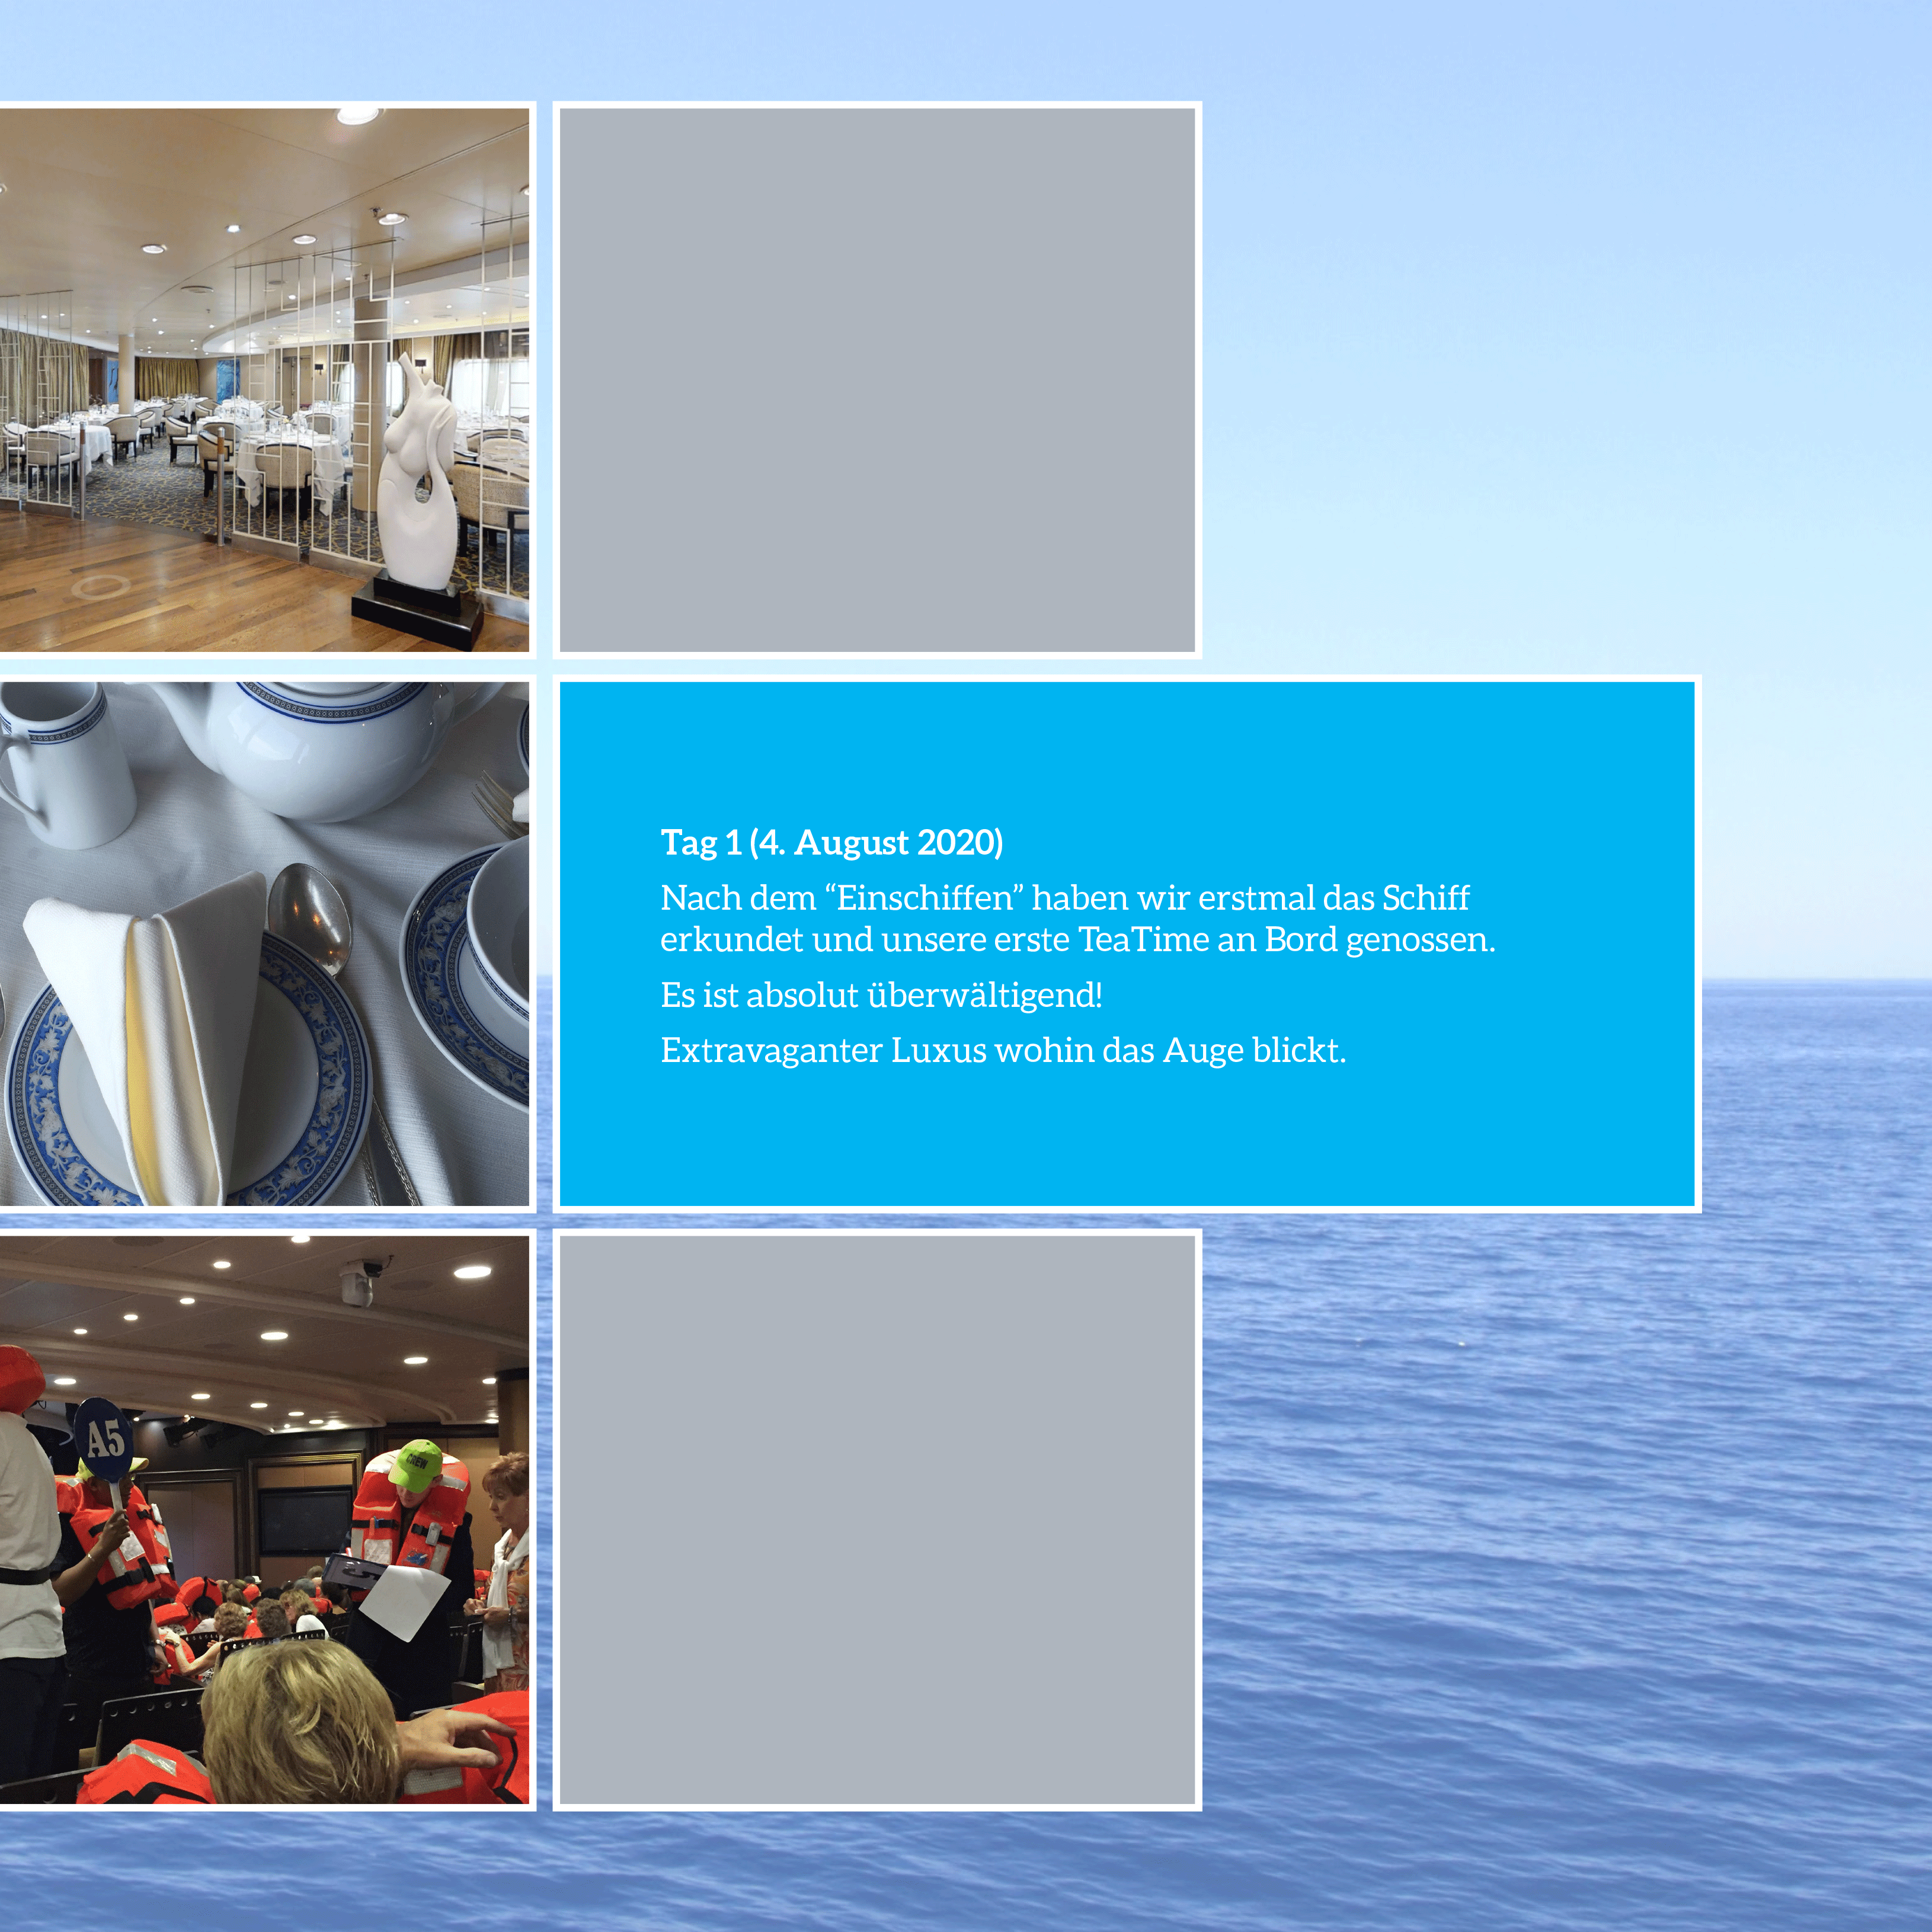 Tag 1 (4. August 2020)
Nach dem “Einschiffen” haben wir erstmal das Schiff
erkundet und unsere erste TeaTime an Bord genossen.
Es ist absolut überwältigend!
Extravaganter Luxus wohin das Auge blickt.
A5
CREW